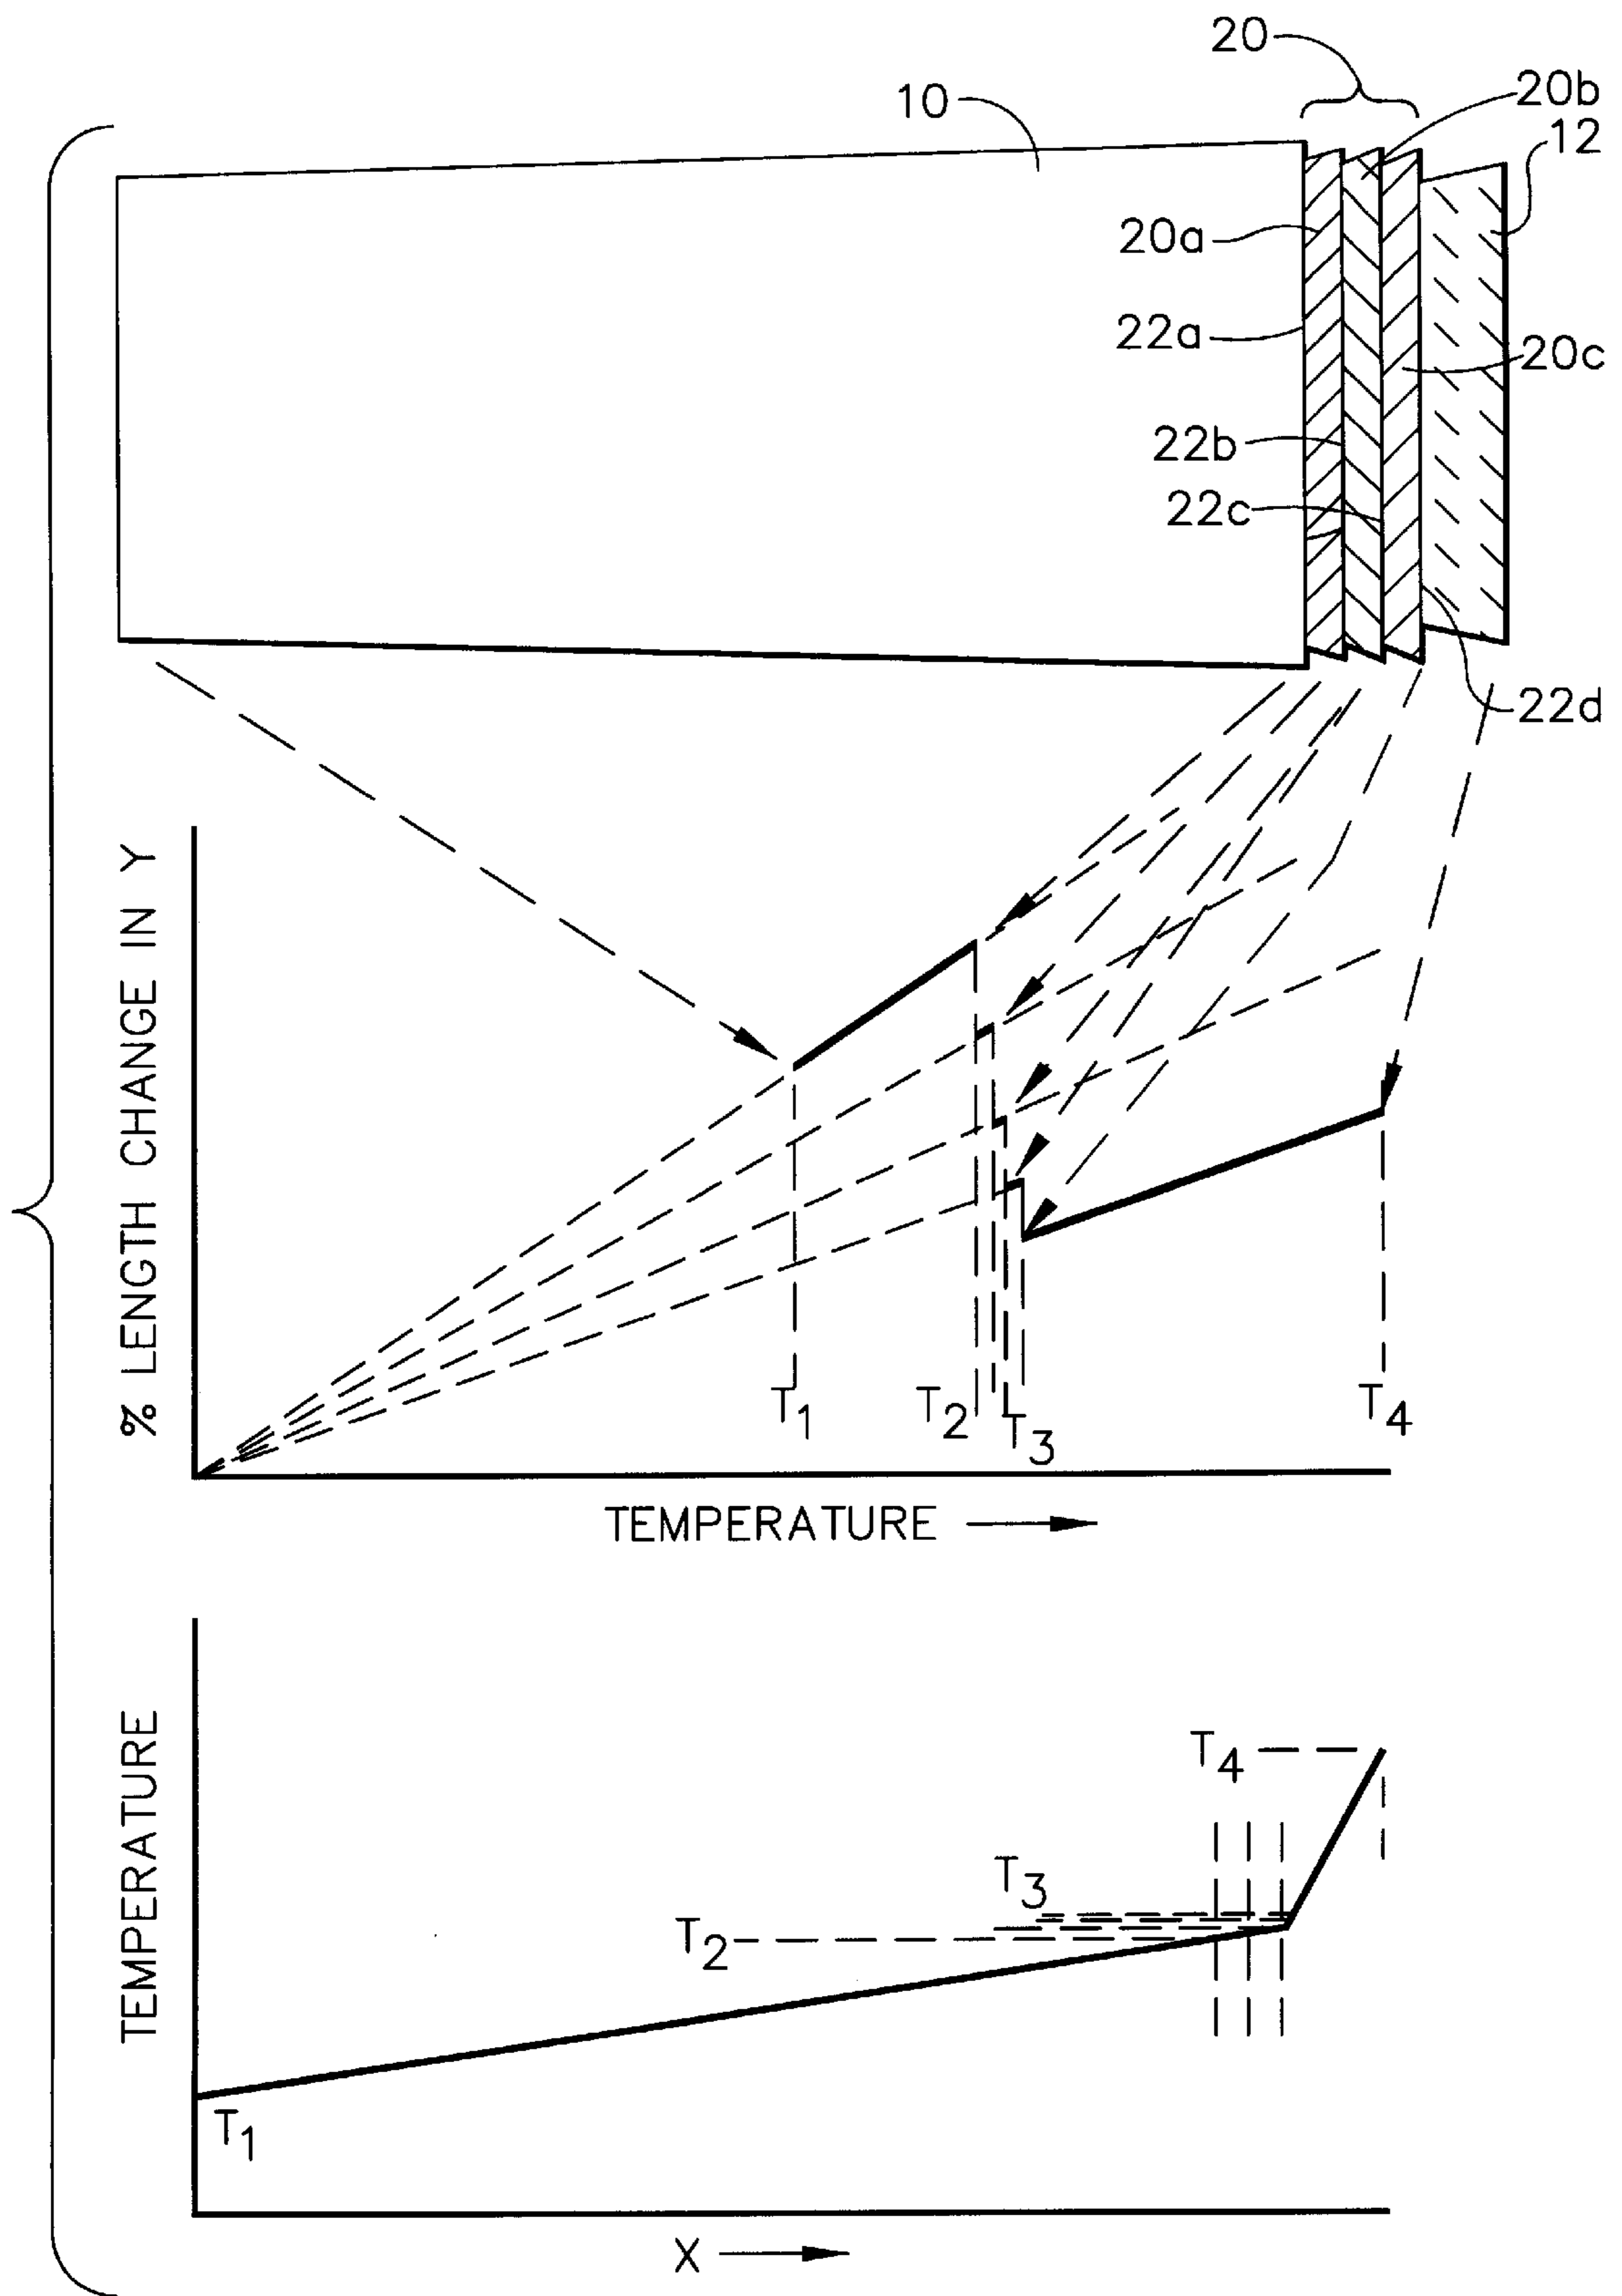 20
10
20b
12
20a
22a
20c
22b
22c
22d
% LENGTH CHANGE IN Y
T1
T2
T3
T4
TEMPERATURE
TEMPERATURE
T4
T3
T2
T1
X